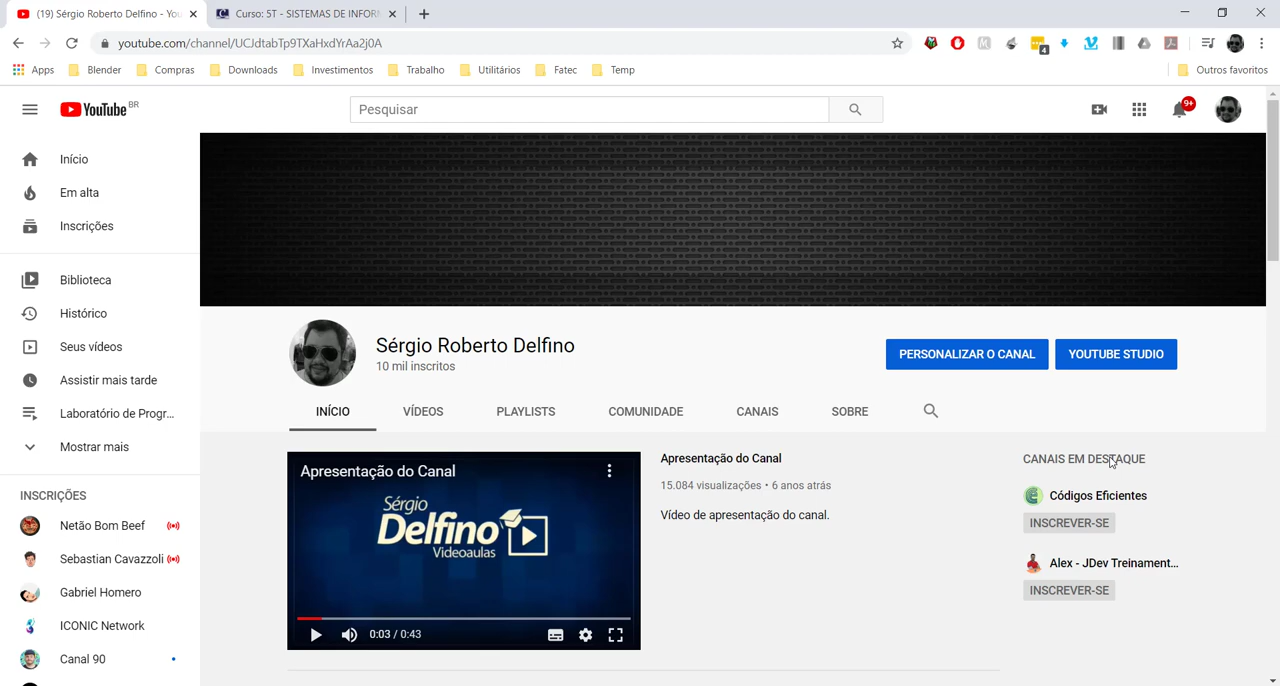 (19) Sérgio Roberto Delfino - You
Curso: 5T - SISTEMAS DE INFORM
youtube.com/channel/UCJdtabTp9TXaHxdYrAa2j0A
4
Apps
Blender
Compras
Downloads
Investimentos
Trabalho
Utilitários
Fatec
Temp
Outros favoritos
YouTube BR
Pesquisar
9+
Início
Em alta
Inscrições
Biblioteca
Histórico
Seus vídeos
Assistir mais tarde
Laboratório de Progr...
Mostrar mais
INSCRIÇÕES
Netão Bom Beef
Sebastian Cavazzoli
Gabriel Homero
ICONIC Network
Canal 90
Sérgio Roberto Delfino
10 mil inscritos
PERSONALIZAR O CANAL
YOUTUBE STUDIO
INÍCIO
VÍDEOS
PLAYLISTS
COMUNIDADE
CANAIS
SOBRE
Apresentação do Canal
Sérgio
Delfino
Videoaulas
0:03 / 0:43
Apresentação do Canal
15.084 visualizações • 6 anos atrás
Vídeo de apresentação do canal.
CANAIS EM DESTAQUE
Códigos Eficientes
INSCREVER-SE
Alex - JDev Treinament...
INSCREVER-SE